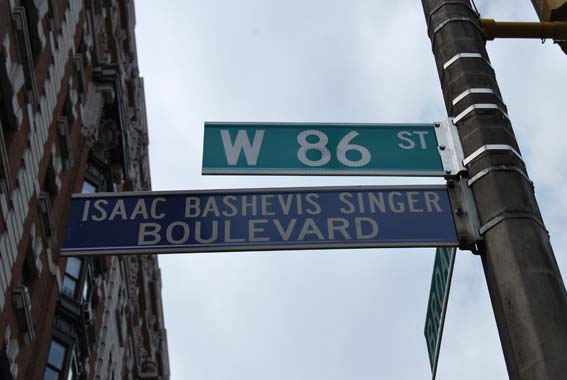 W 86 ST
ISAAC BASHEVIS SINGER
BOULEVARD